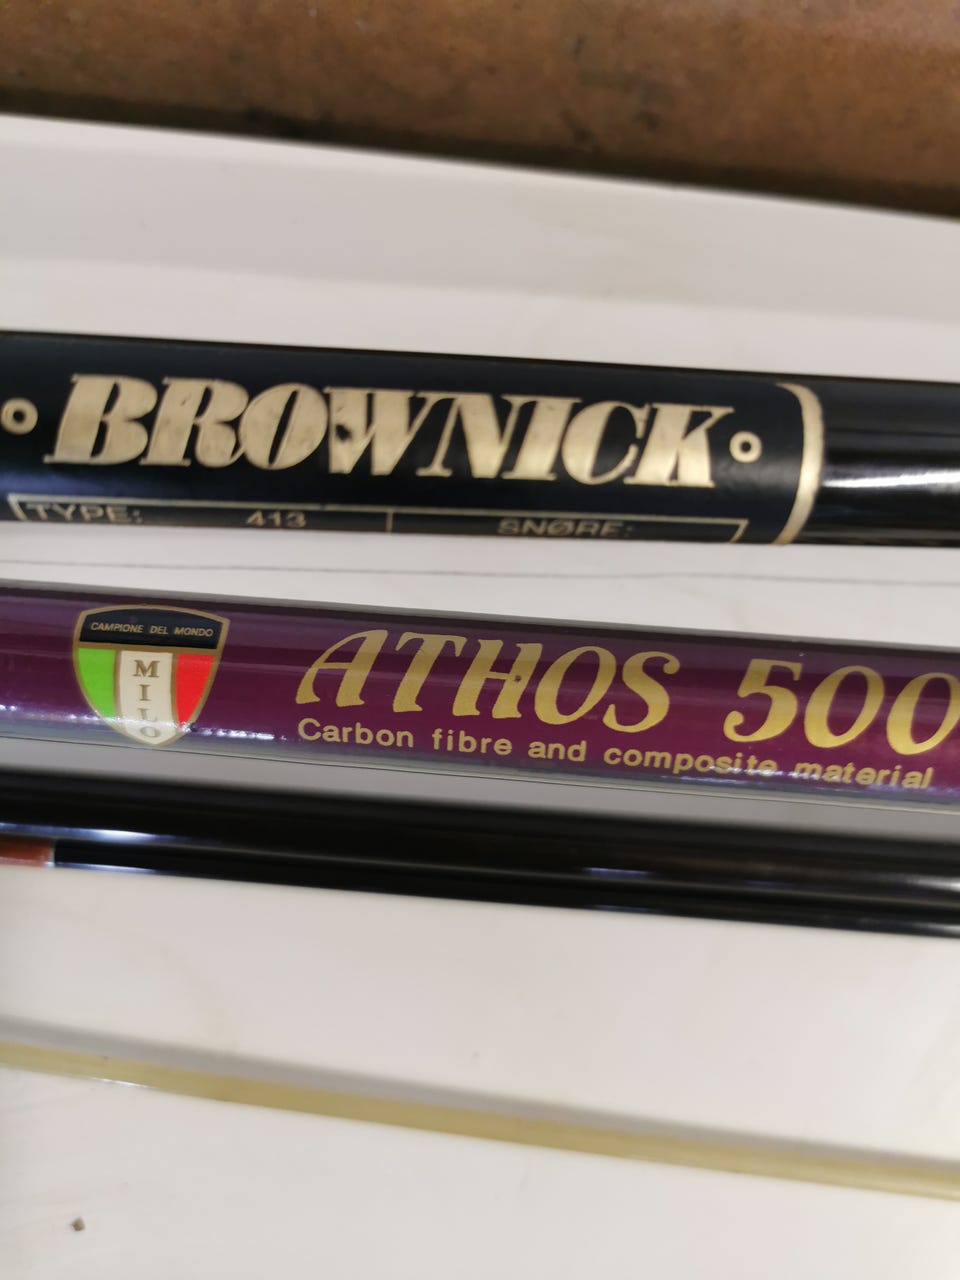 BROWNICK
TYPE: 413 SNØRE:
CAMPIONE DEL MONDO
MILO
ATHOS 500
Carbon fibre and composite material